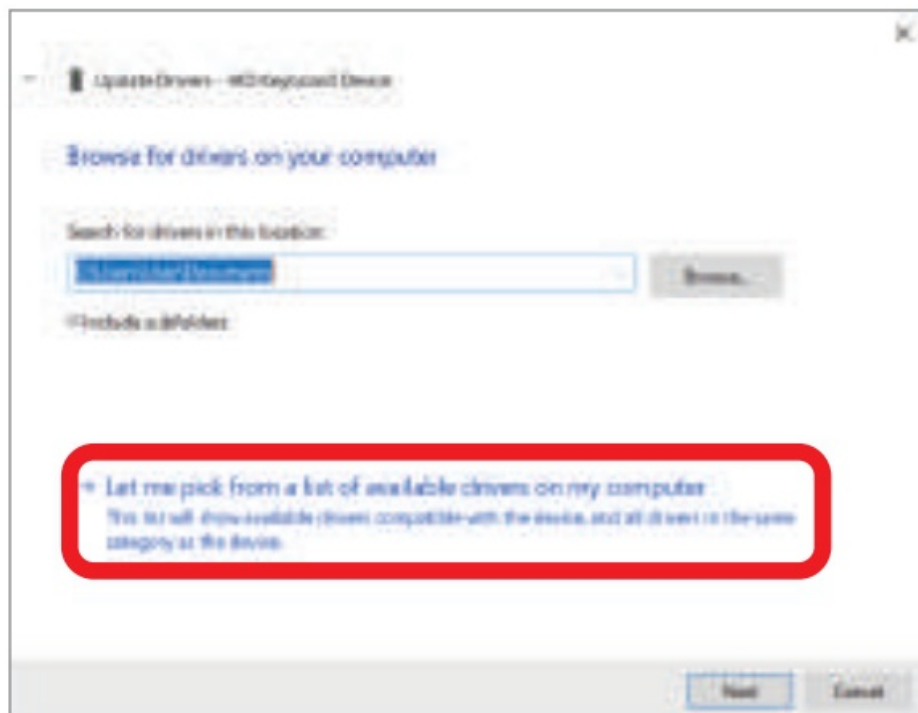 Update Drivers - HID Keyboard Device
Browse for drivers on your computer
Search for drivers in this location:
Browse...
Include subfolders
Let me pick from a list of available drivers on my computer
This list will show available drivers compatible with the device, and all drivers in the same
category as the device.
Next
Cancel